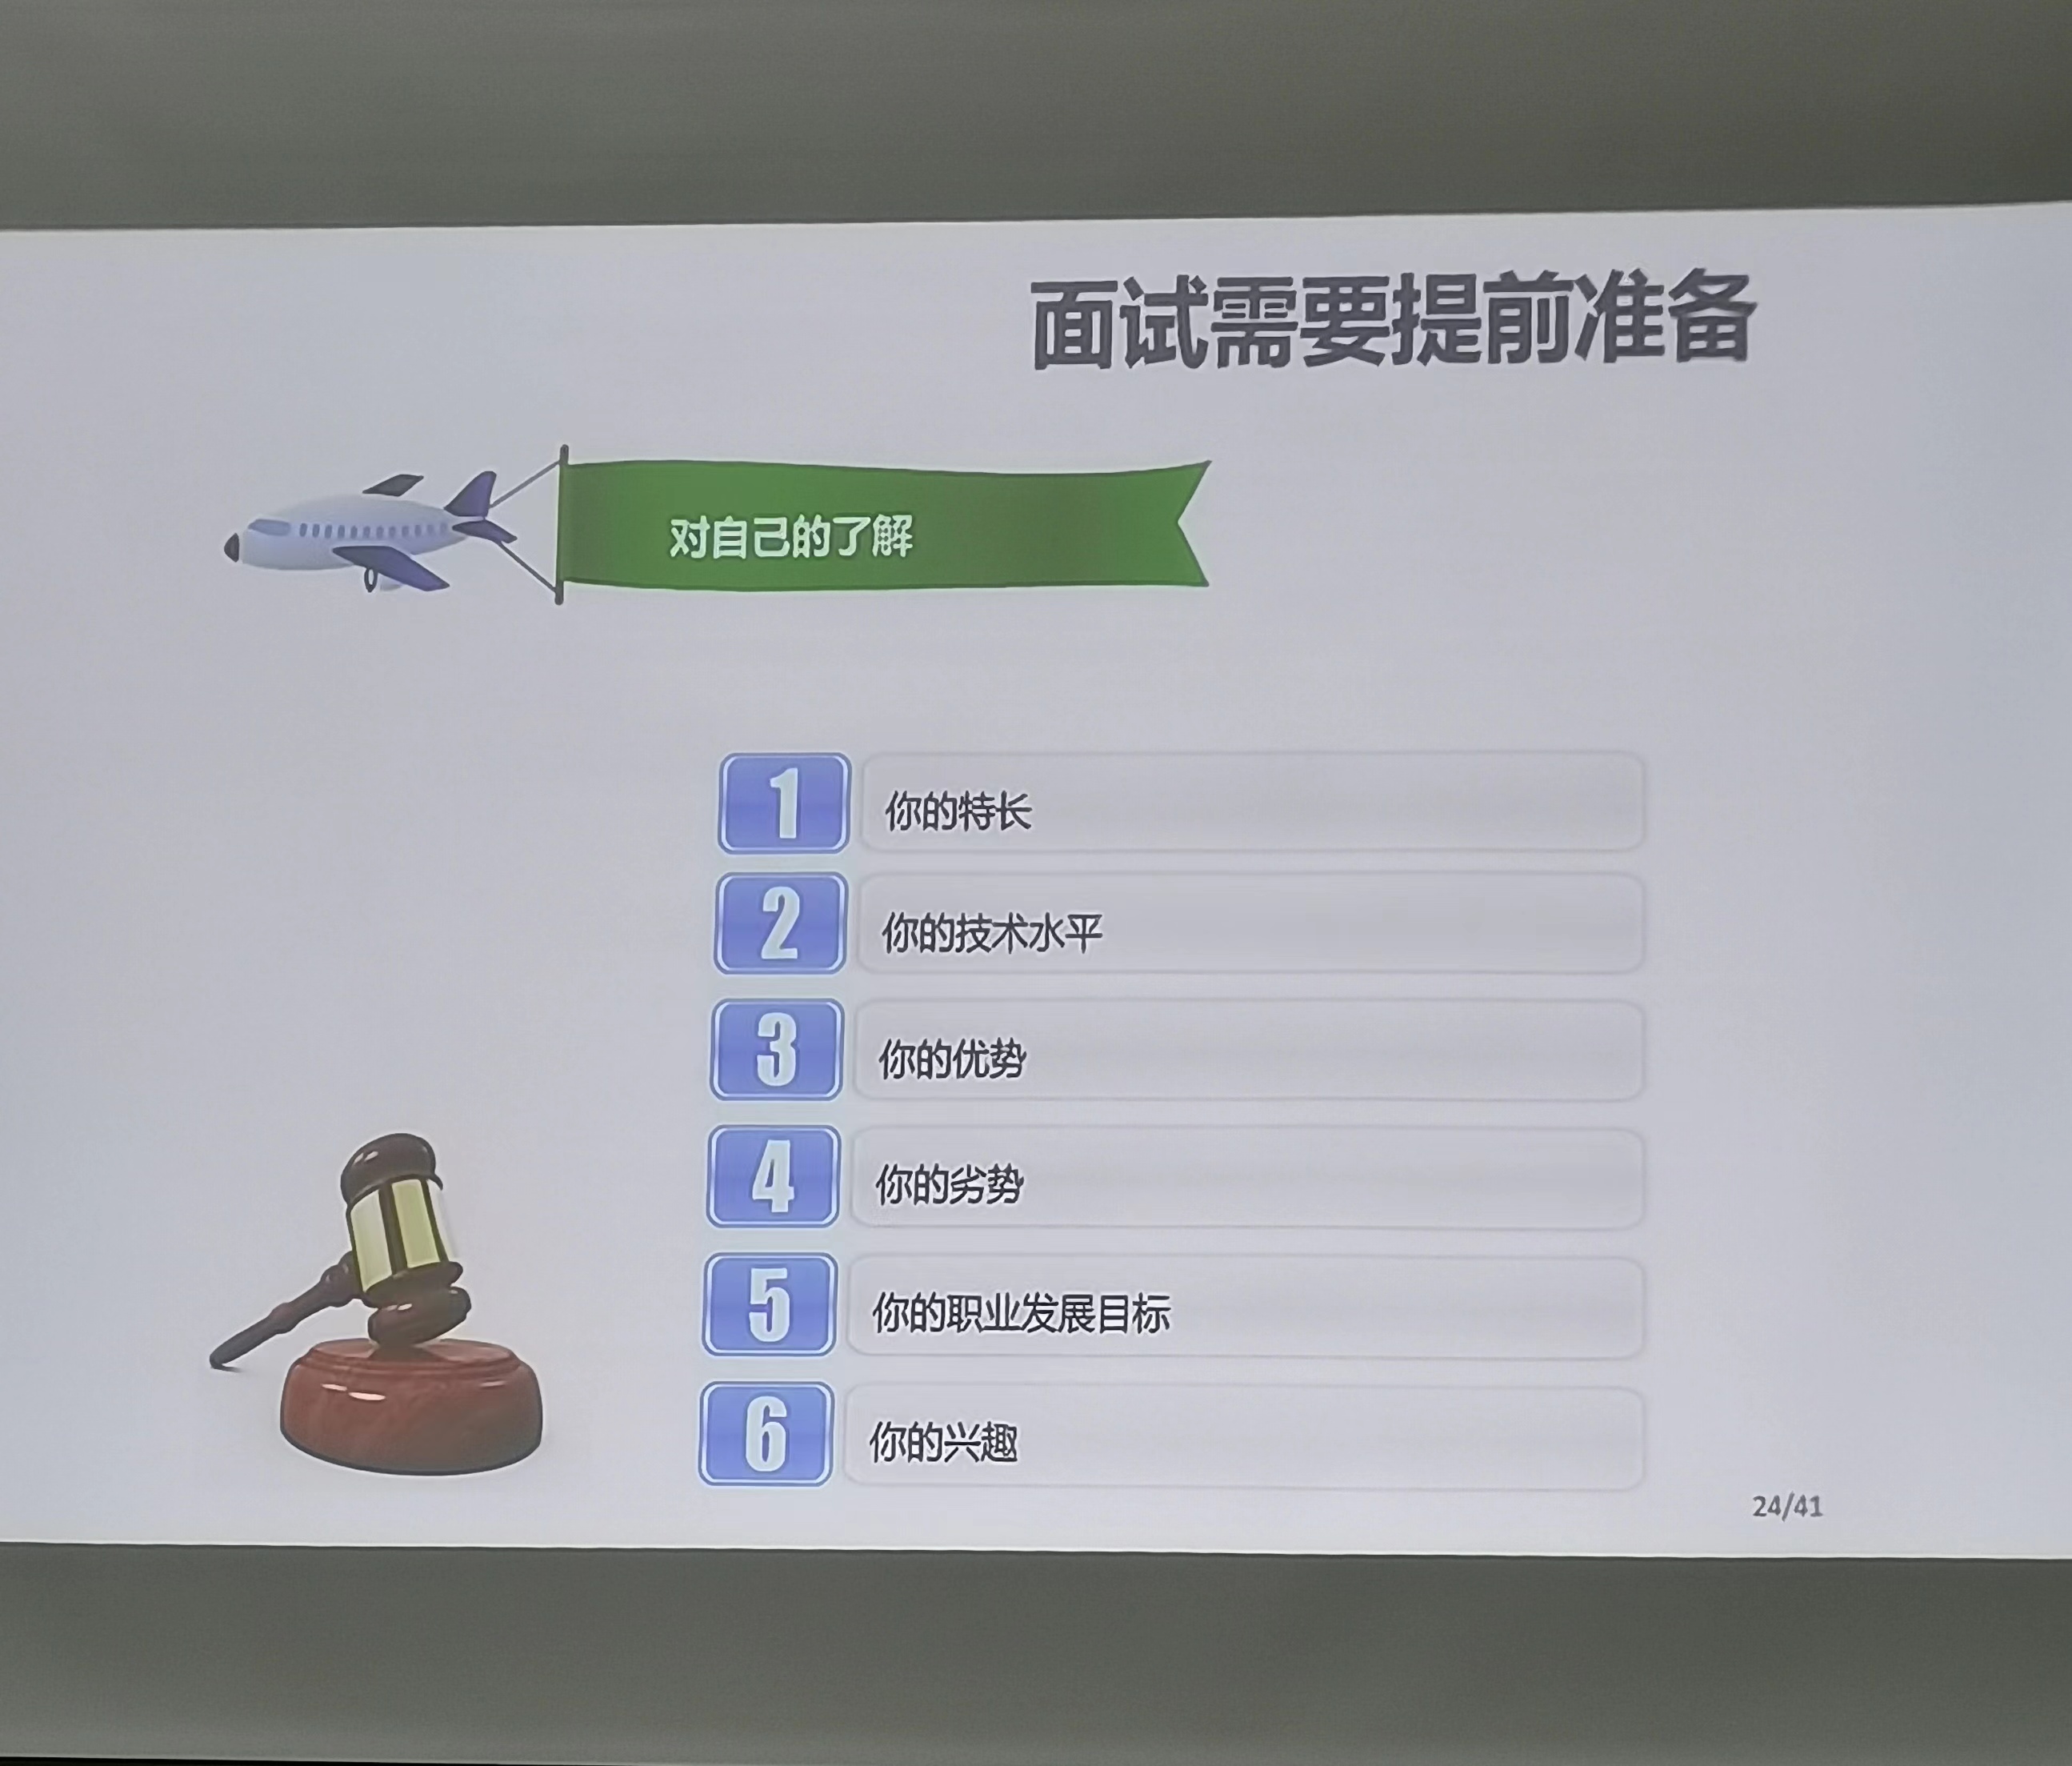 面试需要提前准备
对自己的了解
1 你的特长
2 你的技术水平
3 你的优势
4 你的劣势
5 你的职业发展目标
6 你的兴趣
24/41